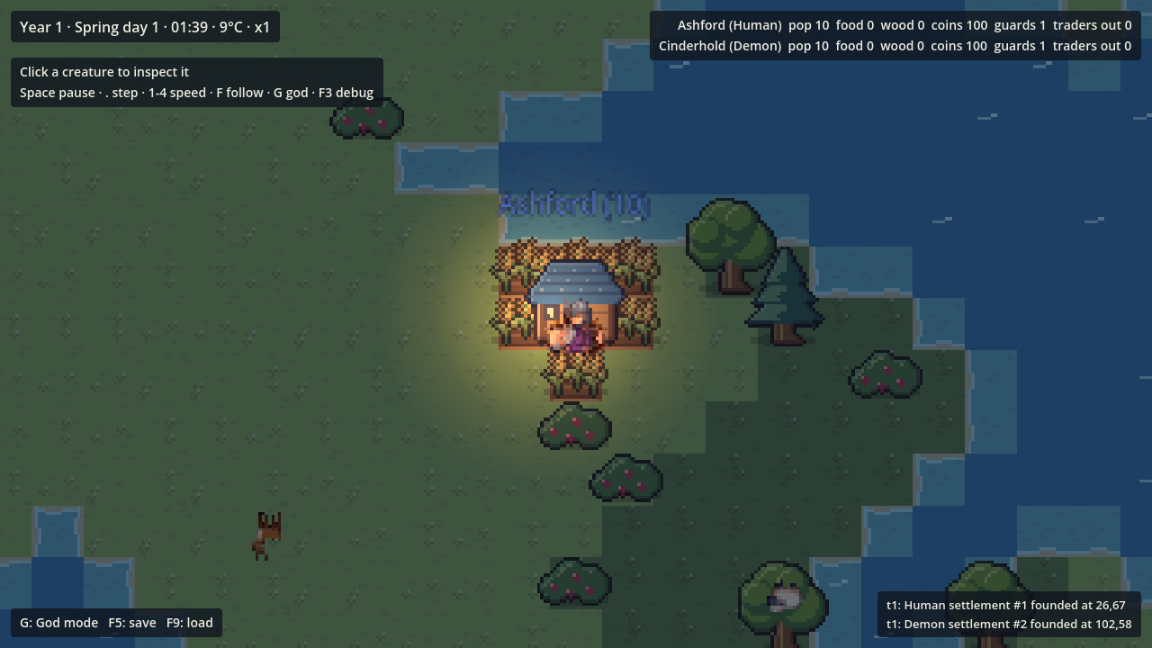 Year 1 · Spring day 1 · 01:39 · 9°C · x1
Ashford (Human) pop 10 food 0 wood 0 coins 100 guards 1 traders out 0
Cinderhold (Demon) pop 10 food 0 wood 0 coins 100 guards 1 traders out 0
Click a creature to inspect it
Space pause · . step · 1-4 speed · F follow · G god · F3 debug
Ashford (10)
G: God mode F5: save F9: load
t1: Human settlement #1 founded at 26,67
t1: Demon settlement #2 founded at 102,58